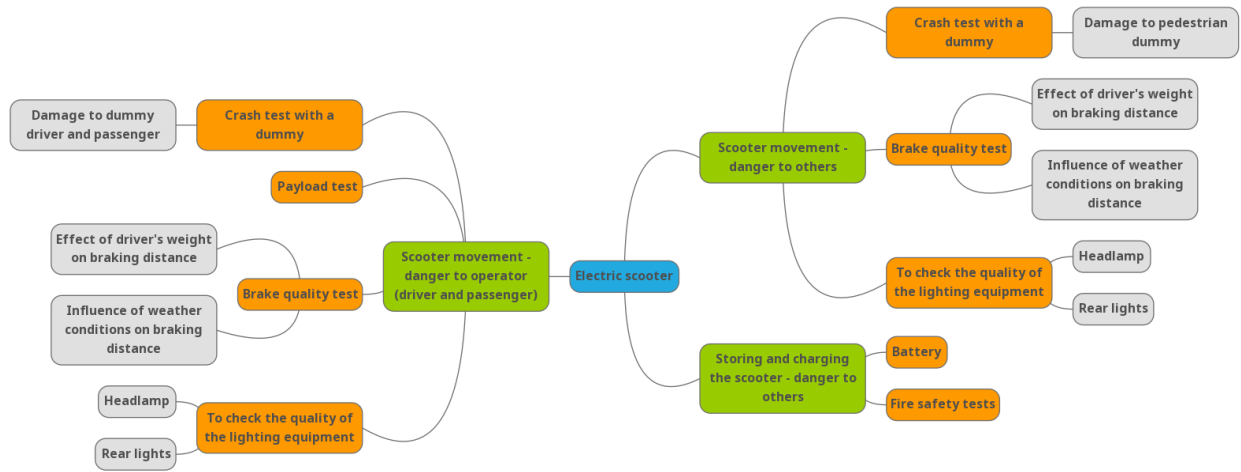 Electric scooter
Scooter movement -
danger to operator
(driver and passenger)
Crash test with a
dummy
Damage to dummy
driver and passenger
Payload test
Brake quality test
Effect of driver's weight
on braking distance
Influence of weather
conditions on braking
distance
To check the quality of
the lighting equipment
Headlamp
Rear lights
Scooter movement -
danger to others
Crash test with a
dummy
Damage to pedestrian
dummy
Brake quality test
Effect of driver's weight
on braking distance
Influence of weather
conditions on braking
distance
To check the quality of
the lighting equipment
Headlamp
Rear lights
Storing and charging
the scooter - danger to
others
Battery
Fire safety tests